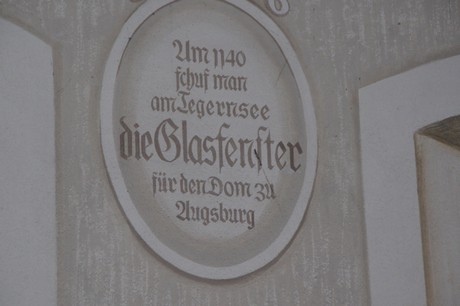 Um 1140
schuf man
am Tegernsee
die Glasfenster
für den Dom zu
Augsburg